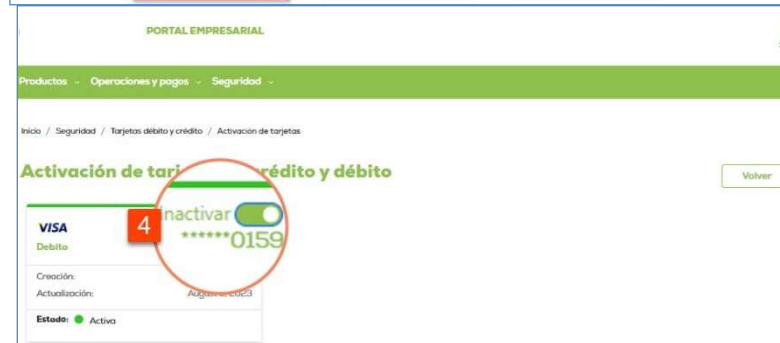 PORTAL EMPRESARIAL
Productos Operaciones y pagos Seguridad
Inicio / Seguridad / Tarjetas débito y crédito / Activación de tarjetas
Activación de tarj rédito y débito
Volver
VISA
Debito
4
Inactivar
******0159
Creación:
Actualización: 2023
Estado: Activa